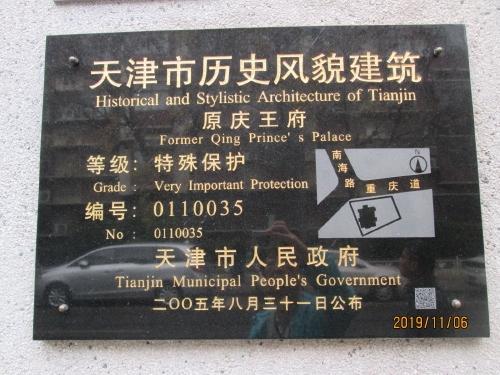 天津市历史风貌建筑
Historical and Stylistic Architecture of Tianjin
原庆王府
Former Qing Prince's Palace
等级：特殊保护
Grade : Very Important Protection
编号：0110035
No : 0110035
南海路
重庆道
N
天津市人民政府
Tianjin Municipal People's Government
二〇〇五年八月三十一日公布
2019/11/06